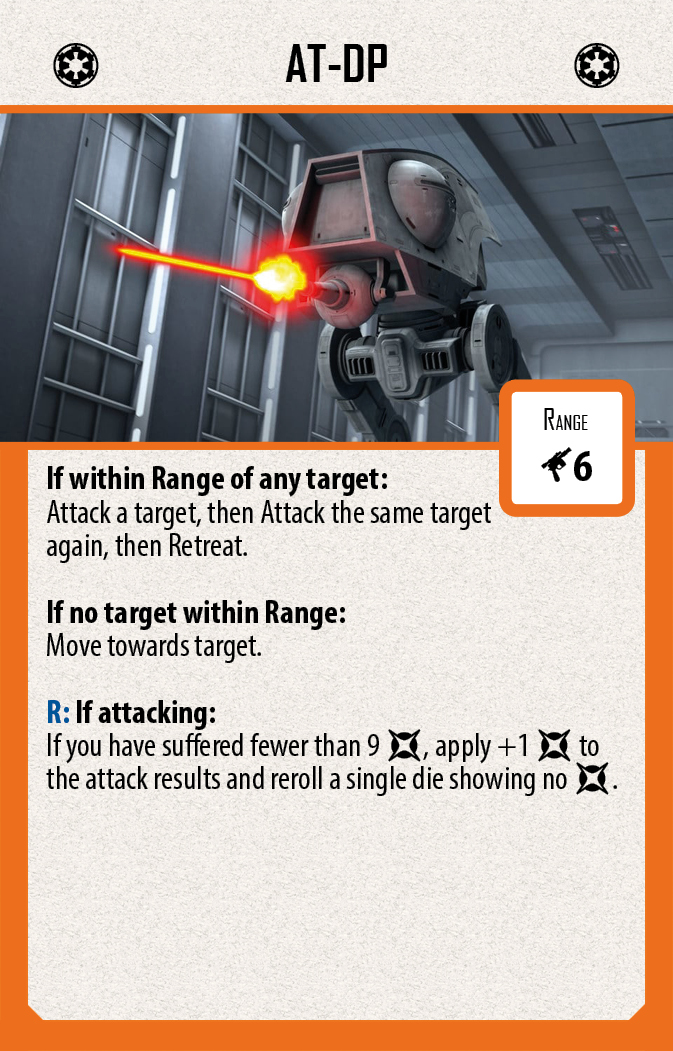 AT-DP
Range
6
If within Range of any target:
Attack a target, then Attack the same target
again, then Retreat.
If no target within Range:
Move towards target.
R: If attacking:
If you have suffered fewer than 9 , apply +1 to
the attack results and reroll a single die showing no .